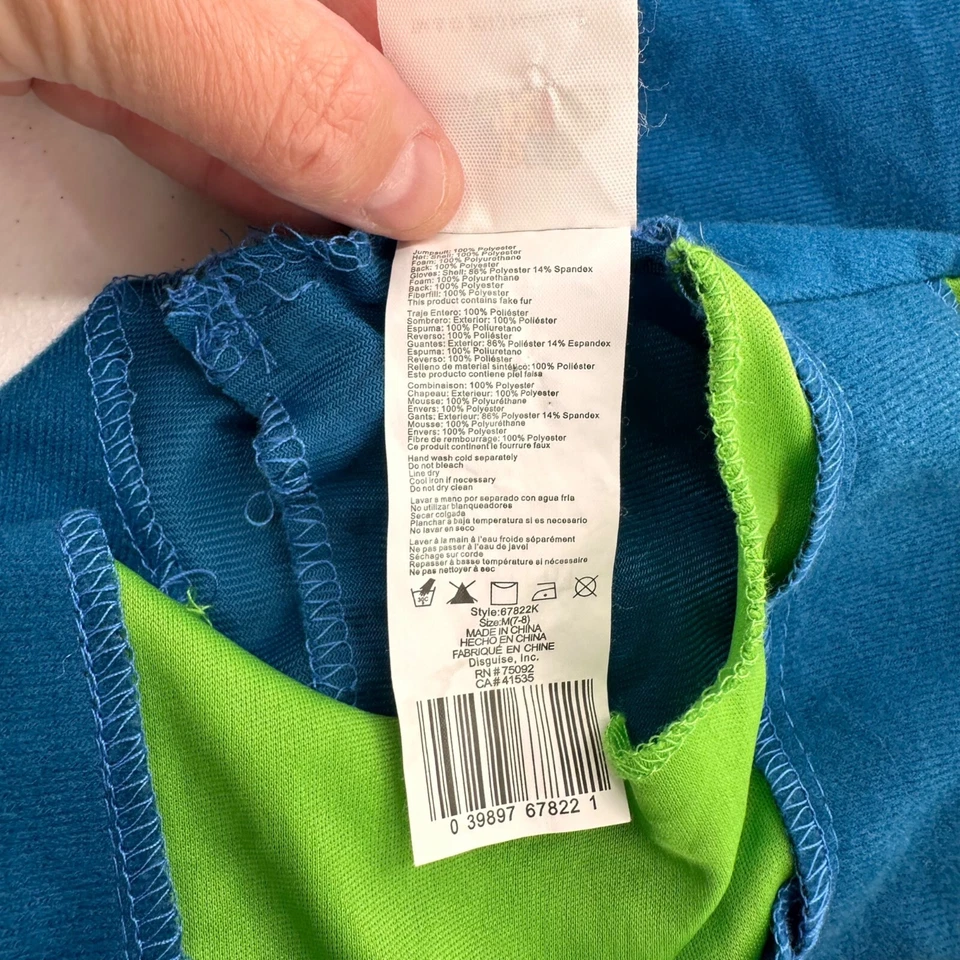 Jumpsuit: 100% Polyester
Hat: Shell: 100% Polyester
Foam: 100% Polyurethane
Back: 100% Polyester
Gloves: Shell: 86% Polyester 14% Spandex
Foam: 100% Polyurethane
Back: 100% Polyester
Fiberfill: 100% Polyester
This product contains fake fur
Traje Entero: 100% Poliéster
Sombrero: Exterior: 100% Poliéster
Espuma: 100% Poliuretano
Reverso: 100% Poliéster
Guantes: Exterior: 86% Poliéster 14% Espandex
Espuma: 100% Poliuretano
Reverso: 100% Poliéster
Relleno de material sintético: 100% Poliéster
Este producto contiene piel falsa
Combinaison: 100% Polyester
Chapeau: Exterieur: 100% Polyester
Mousse: 100% Polyuréthane
Envers: 100% Polyester
Gants: Exterieur: 86% Polyester 14% Spandex
Mousse: 100% Polyuréthane
Envers: 100% Polyester
Fibre de rembourrage: 100% Polyester
Ce produit continent le fourrure faux
Hand wash cold separately
Do not bleach
Line dry
Cool iron if necessary
Do not dry clean
Lavar a mano por separado con agua fria
No utilizar blanqueadores
Secar colgada
Planchar a baja temperatura si es necesario
No lavar en seco
Laver à la main à l'eau froide séparément
Ne pas passer à l'eau de javel
Séchage sur corde
Repasser à basse température si nécessaire
Ne pas nettoyer à sec
30C
Style:67822K
Size:M(7-8)
MADE IN CHINA
HECHO EN CHINA
FABRIQUÉ EN CHINE
Disguise, Inc.
RN # 75092
CA# 41535
0 39897 67822 1